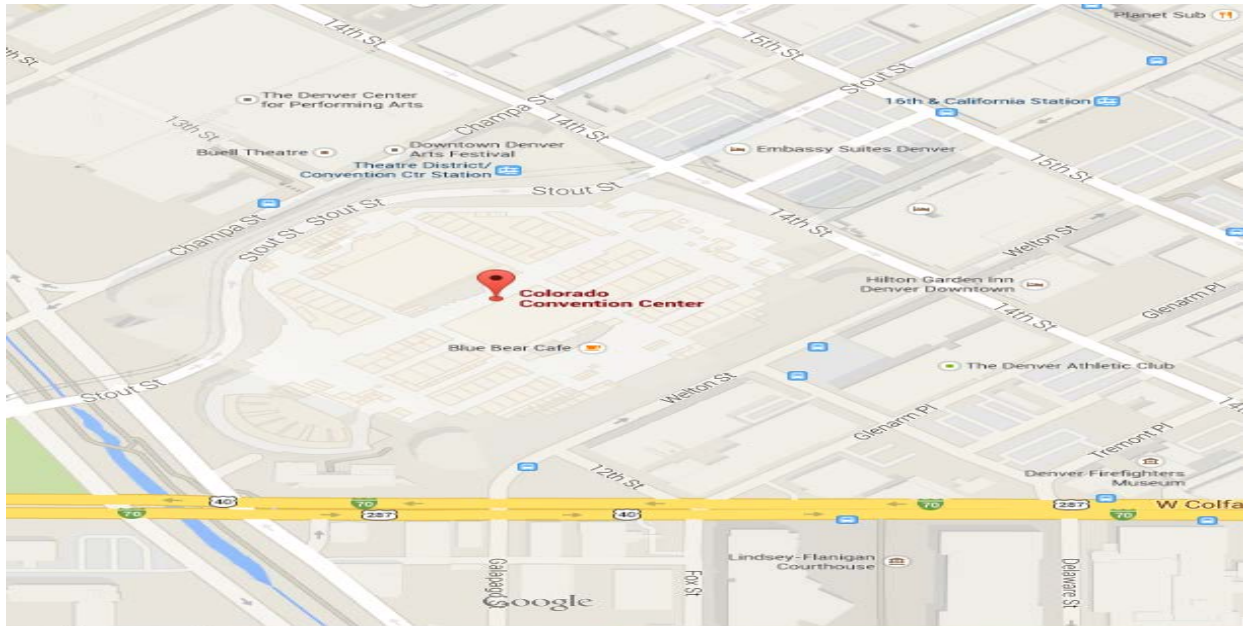 14th St
15th St
Planet Sub
The Denver Center
for Performing Arts
Champa St
14th St
Stout St
16th & California Station
13th St
Buell Theatre
Downtown Denver
Arts Festival
Theatre District/
Convention Ctr Station
Embassy Suites Denver
15th St
Stout St
Stout St
Champa St
Stout St
14th St
Welton St
Colorado
Convention Center
Hilton Garden Inn
Denver Downtown
14th St
Glenarm Pl
Blue Bear Cafe
The Denver Athletic Club
Stout St
Welton St
Glenarm Pl
Tremont Pl
12th St
Denver Firefighters
Museum
40
70
287
W Colfa
70
287
40
70
70
Lindsey-Flanigan
Courthouse
Galapago St
Fox St
Delaware St
Google